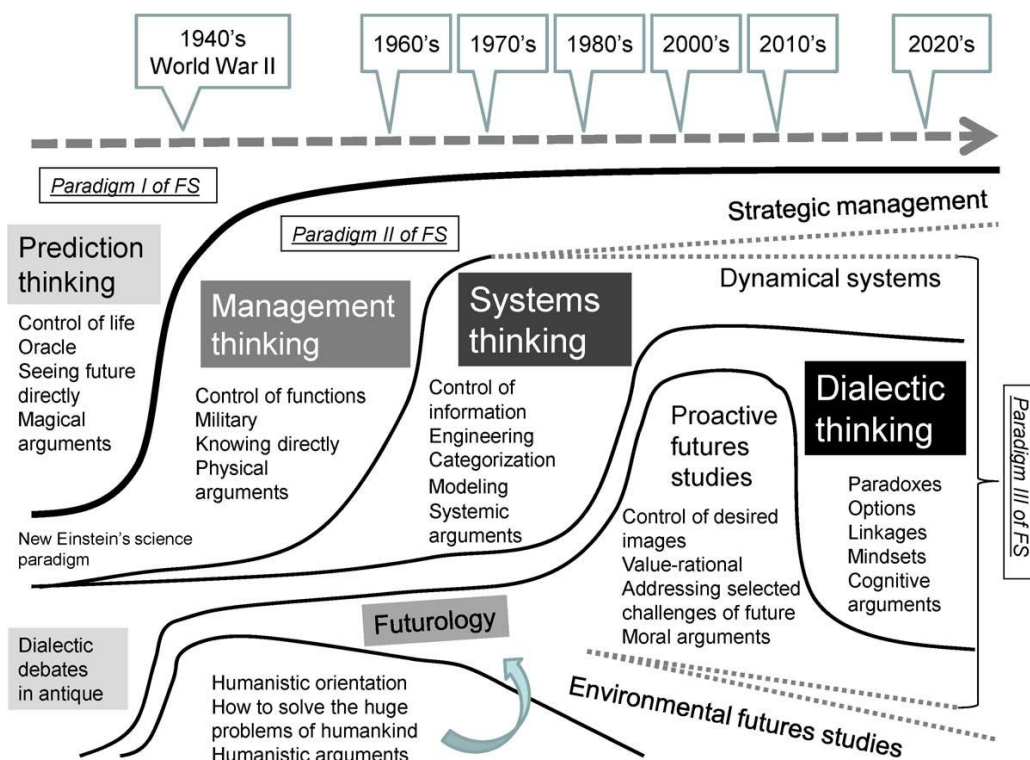 1940's
World War II
1960's
1970's
1980's
2000's
2010's
2020's
Paradigm I of FS
Paradigm II of FS
Strategic management
Prediction
thinking
Control of life
Oracle
Seeing future
directly
Magical
arguments
Management
thinking
Control of functions
Military
Knowing directly
Physical
arguments
Systems
thinking
Control of
information
Engineering
Categorization
Modeling
Systemic
arguments
Dynamical systems
Proactive
futures
studies
Control of desired
images
Value-rational
Addressing selected
challenges of future
Moral arguments
Dialectic
thinking
Paradoxes
Options
Linkages
Mindsets
Cognitive
arguments
Paradigm III of FS
New Einstein's science
paradigm
Dialectic
debates
in antique
Futurology
Humanistic orientation
How to solve the huge
problems of humankind
Humanistic arguments
Environmental futures studies